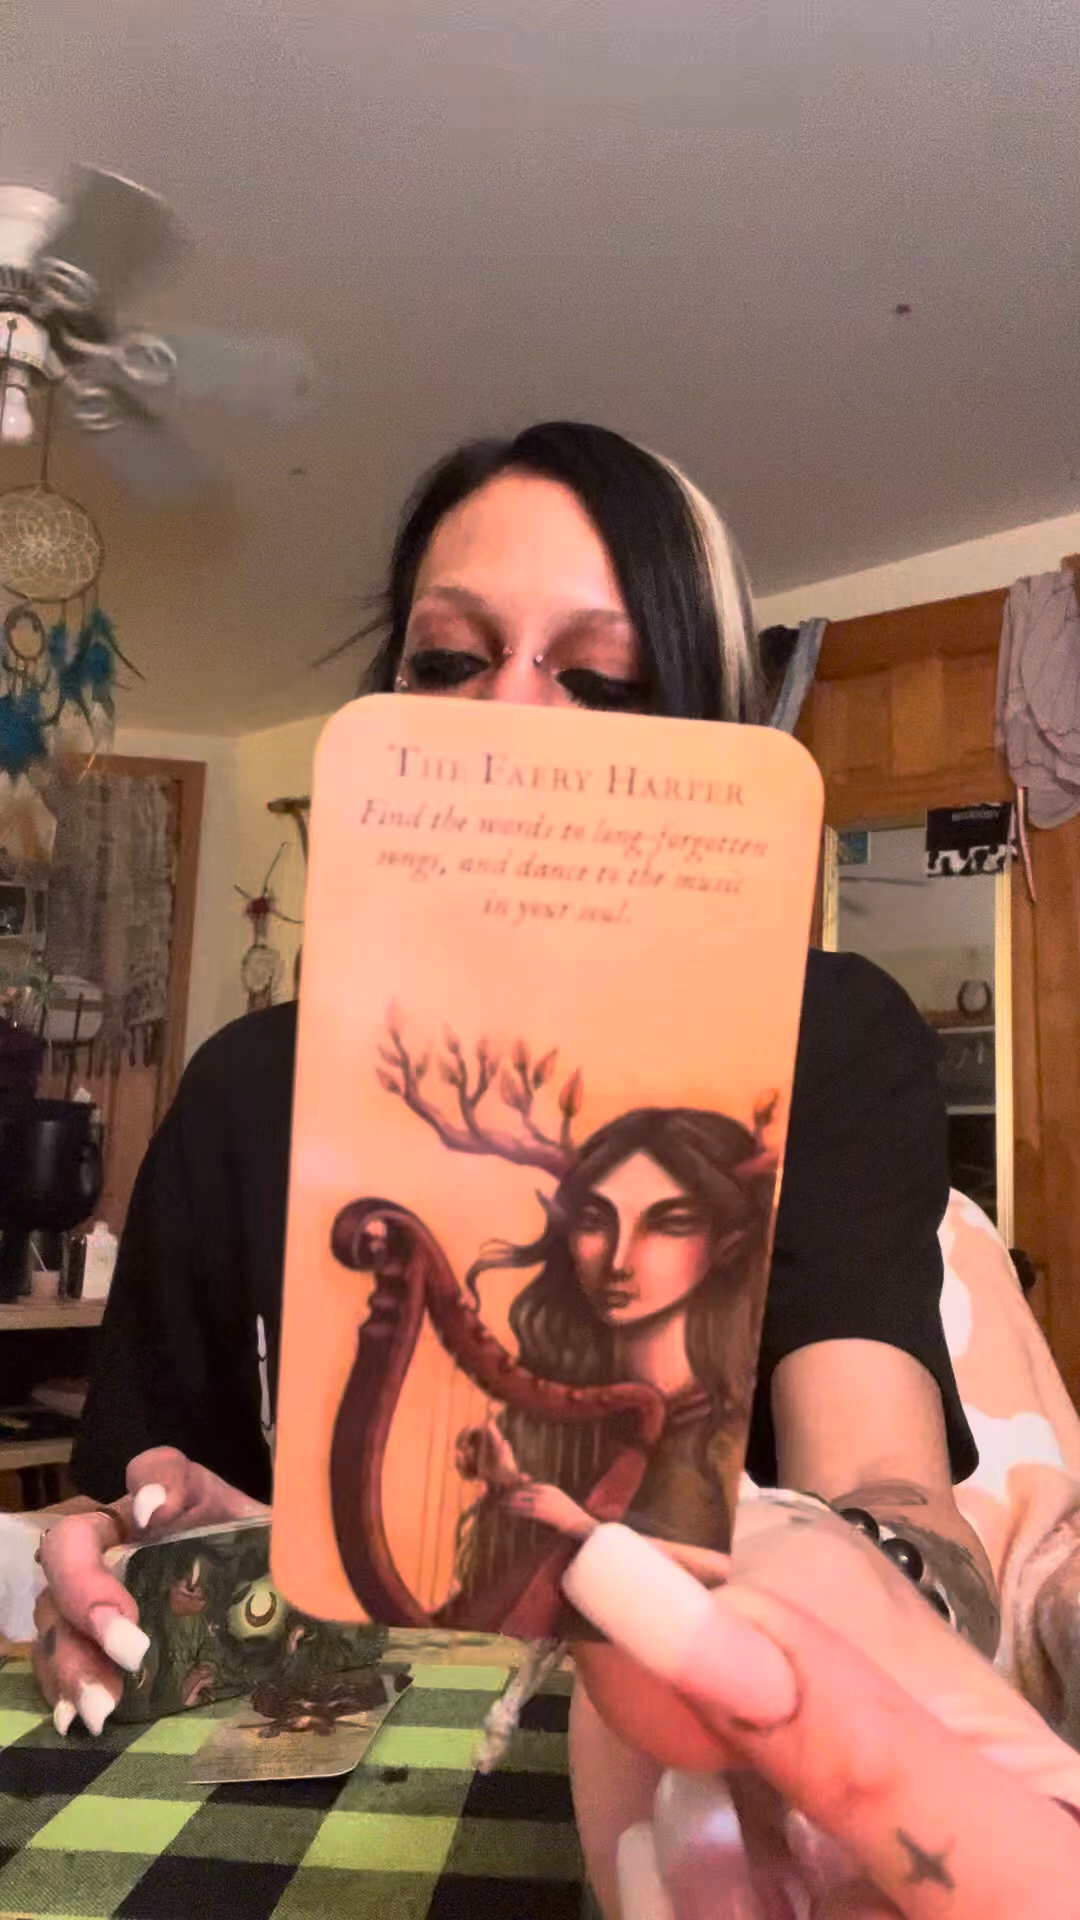 THE FAERY HARPER
Find the words to long-forgotten
songs, and dance to the music
in your soul.